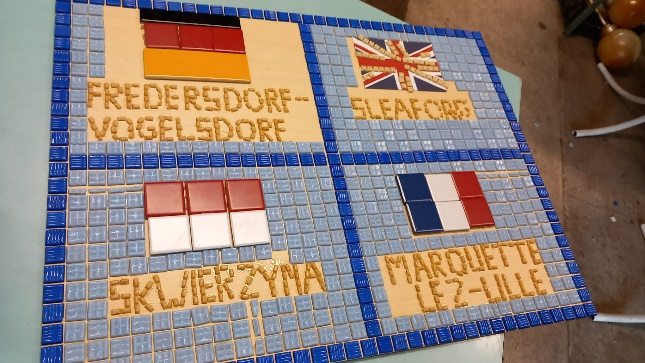 FREDERSDORF-
VOGELSDORF
SLEAFORD
SKWIERZYNA
MARQUETTE
LEZ-LILLE